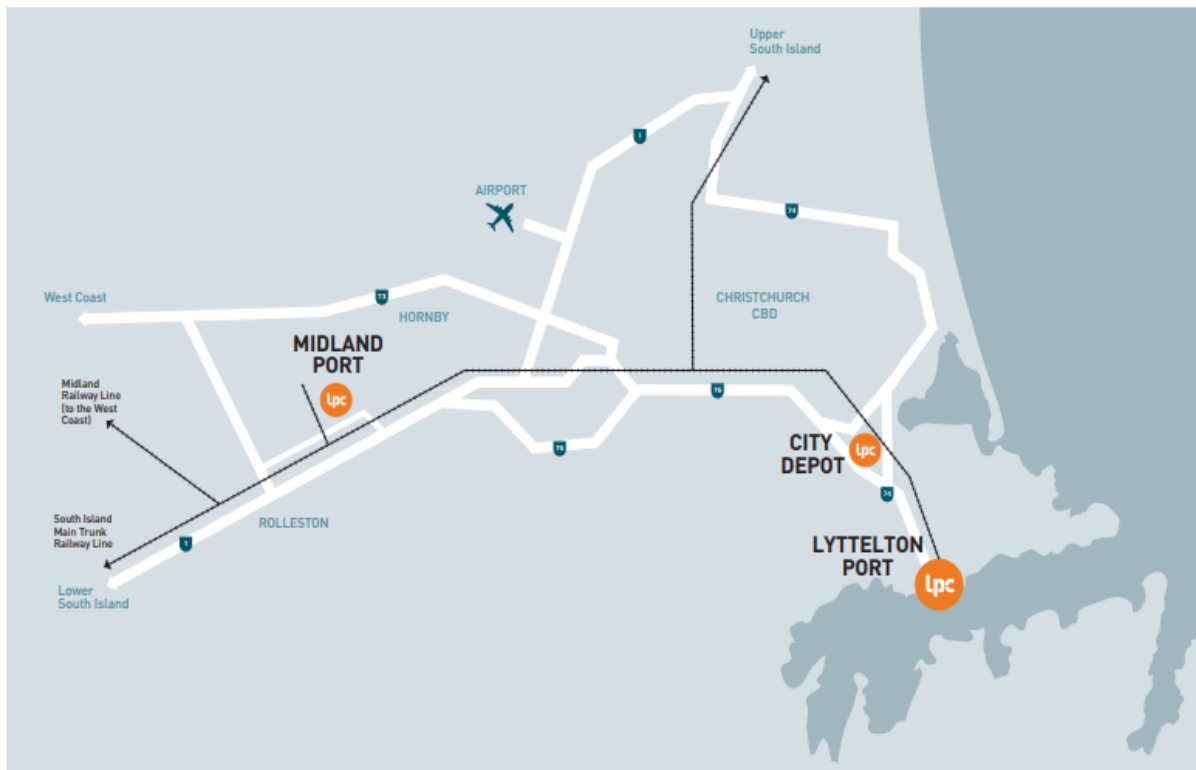 Upper
South Island
1
AIRPORT
74
West Coast
73
HORNBY
CHRISTCHURCH
CBD
MIDLAND
PORT
lpc
Midland
Railway Line
(to the West
Coast)
76
75
CITY
DEPOT
lpc
74
South Island
Main Trunk
Railway Line
ROLLESTON
1
LYTTELTON
PORT
lpc
Lower
South Island